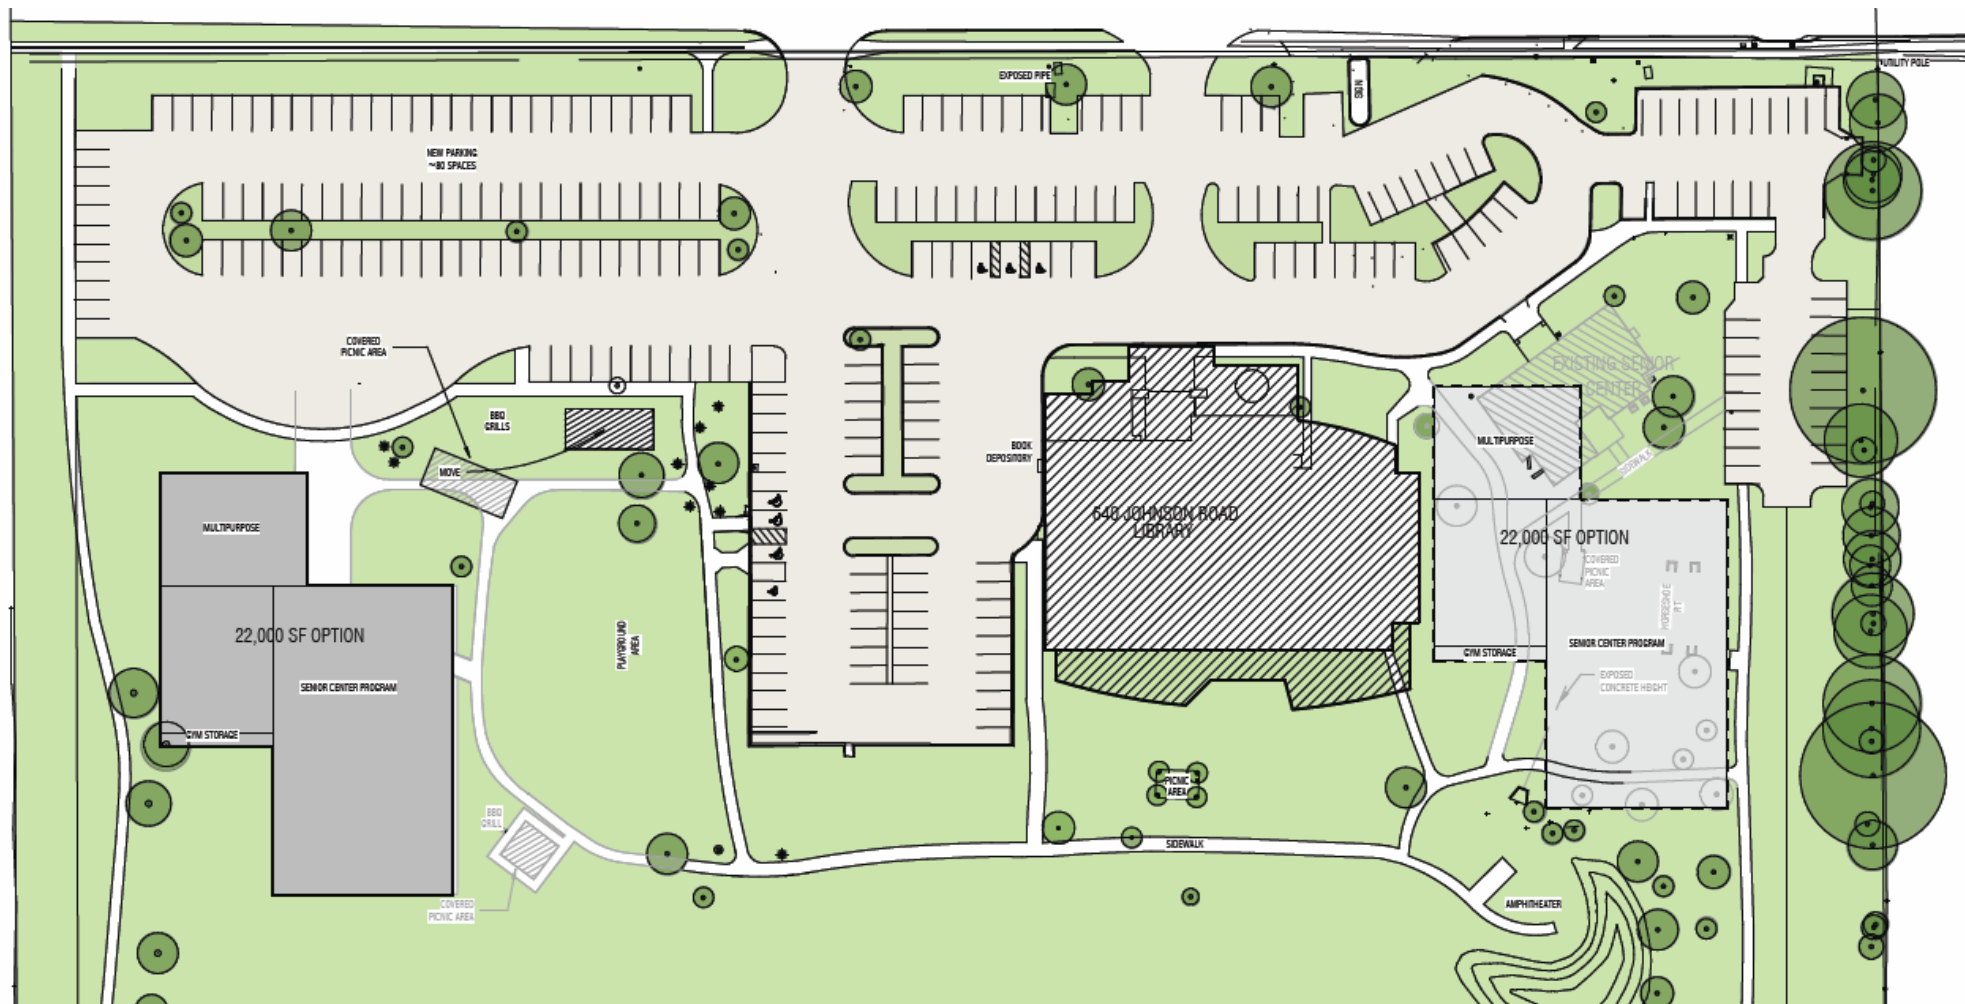 UTILITY POLE
EXPOSED PIPE
SIGN
NEW PARKING
~80 SPACES
COVERED
PICNIC AREA
EXISTING SENIOR
CENTER
BBQ
GRILLS
MOVE
BOOK
DEPOSITORY
MULTIPURPOSE
SIDEWALK
MULTIPURPOSE
640 JOHNSON ROAD
LIBRARY
22,000 SF OPTION
COVERED
PICNIC
AREA
HORSESHOE
22,000 SF OPTION
PLAYGROUND
AREA
SENIOR CENTER PROGRAM
GYM STORAGE
SENIOR CENTER PROGRAM
EXPOSED
CONCRETE HEIGHT
GYM STORAGE
PICNIC
AREA
BBQ
GRILL
SIDEWALK
COVERED
PICNIC AREA
AMPHITHEATER